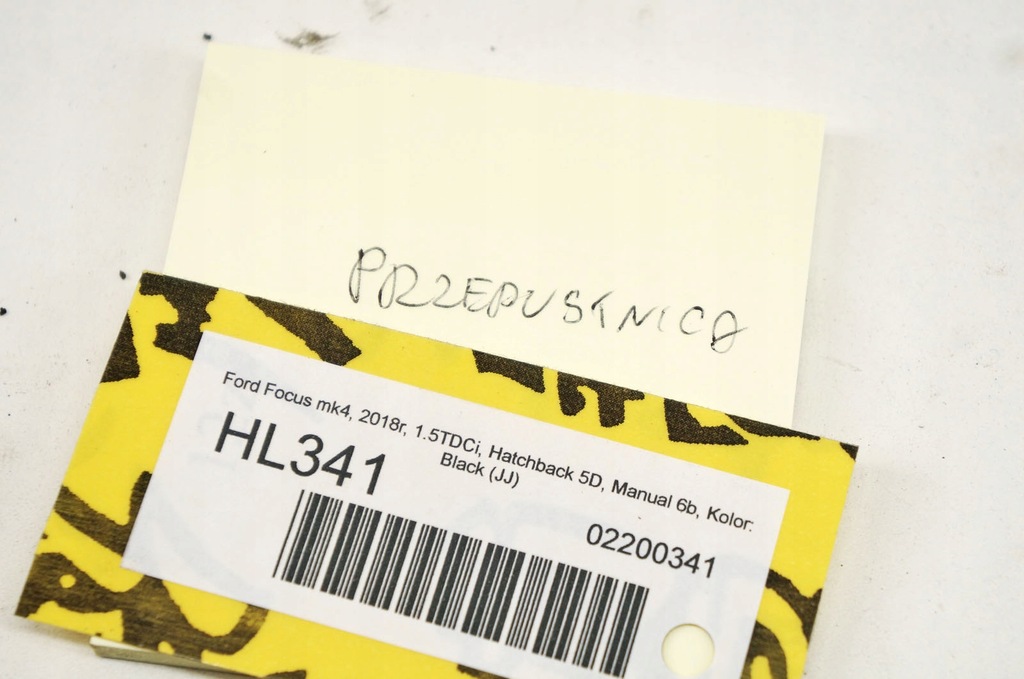 PRZEPUSTNICA
Ford Focus mk4, 2018r, 1.5TDCi, Hatchback 5D, Manual 6b, Kolor:
Black (JJ)
HL341
02200341